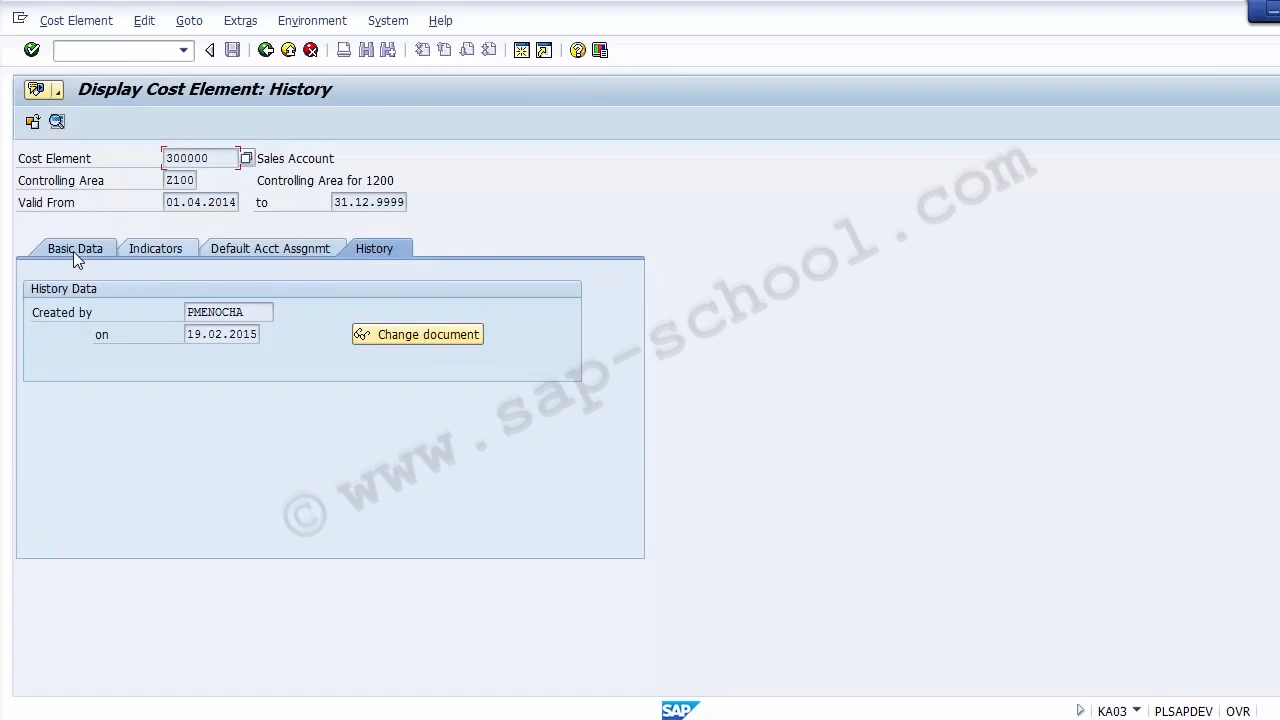 Cost Element Edit Goto Extras Environment System Help
Display Cost Element: History
Cost Element 300000 Sales Account
Controlling Area Z100 Controlling Area for 1200
Valid From 01.04.2014 to 31.12.9999
Basic Data Indicators Default Acct Assgnmt History
History Data
Created by PMENOCHA
on 19.02.2015 Change document
© www.sap-school.com
SAP KA03 PLSAPDEV OVR